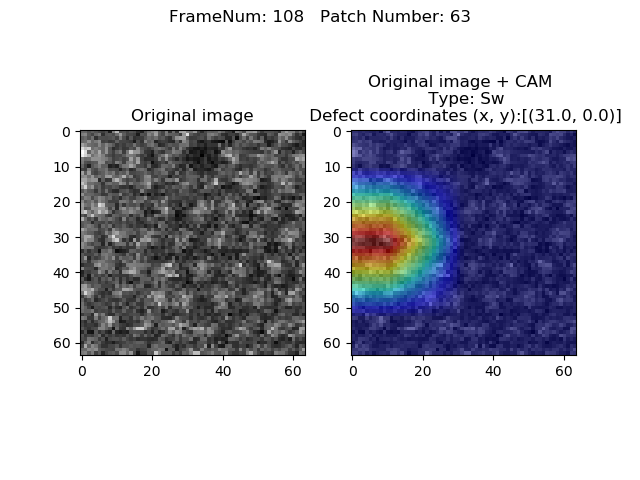 FrameNum: 108   Patch Number: 63
Original image
Original image + CAM
Type: Sw
Defect coordinates (x, y):[(31.0, 0.0)]
0
10
20
30
40
50
60
0 20 40 60
0
10
20
30
40
50
60
0 20 40 60